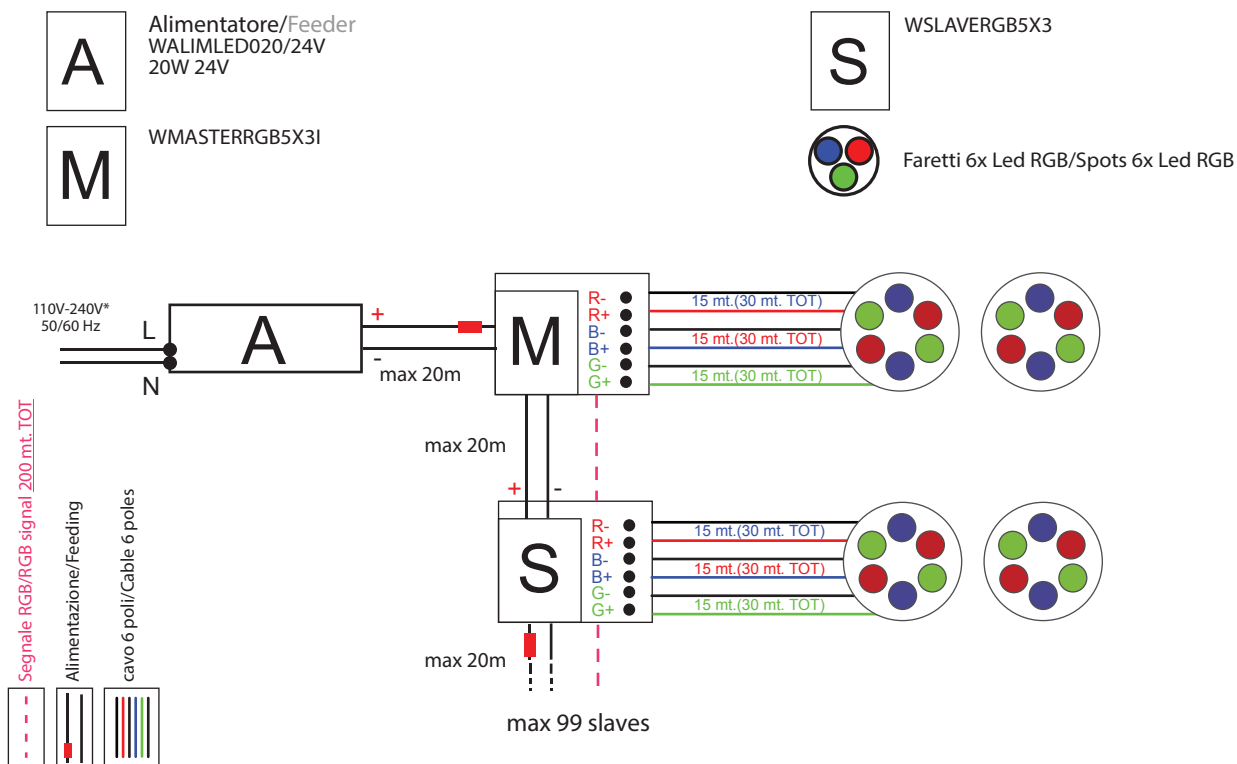 A
Alimentatore/Feeder
WALIMLED020/24V
20W 24V
S
WSLAVERGB5X3
M
WMASTERRGB5X3I
Faretti 6x Led RGB/Spots 6x Led RGB
110V-240V*
50/60 Hz
L
N
A
+
-
max 20m
M
R-
R+
B-
B+
G-
G+
15 mt.(30 mt. TOT)
15 mt.(30 mt. TOT)
15 mt.(30 mt. TOT)
max 20m
+
-
S
R-
R+
B-
B+
G-
G+
15 mt.(30 mt. TOT)
15 mt.(30 mt. TOT)
15 mt.(30 mt. TOT)
max 20m
max 99 slaves
Segnale RGB/RGB signal 200 mt. TOT
Alimentazione/Feeding
cavo 6 poli/Cable 6 poles